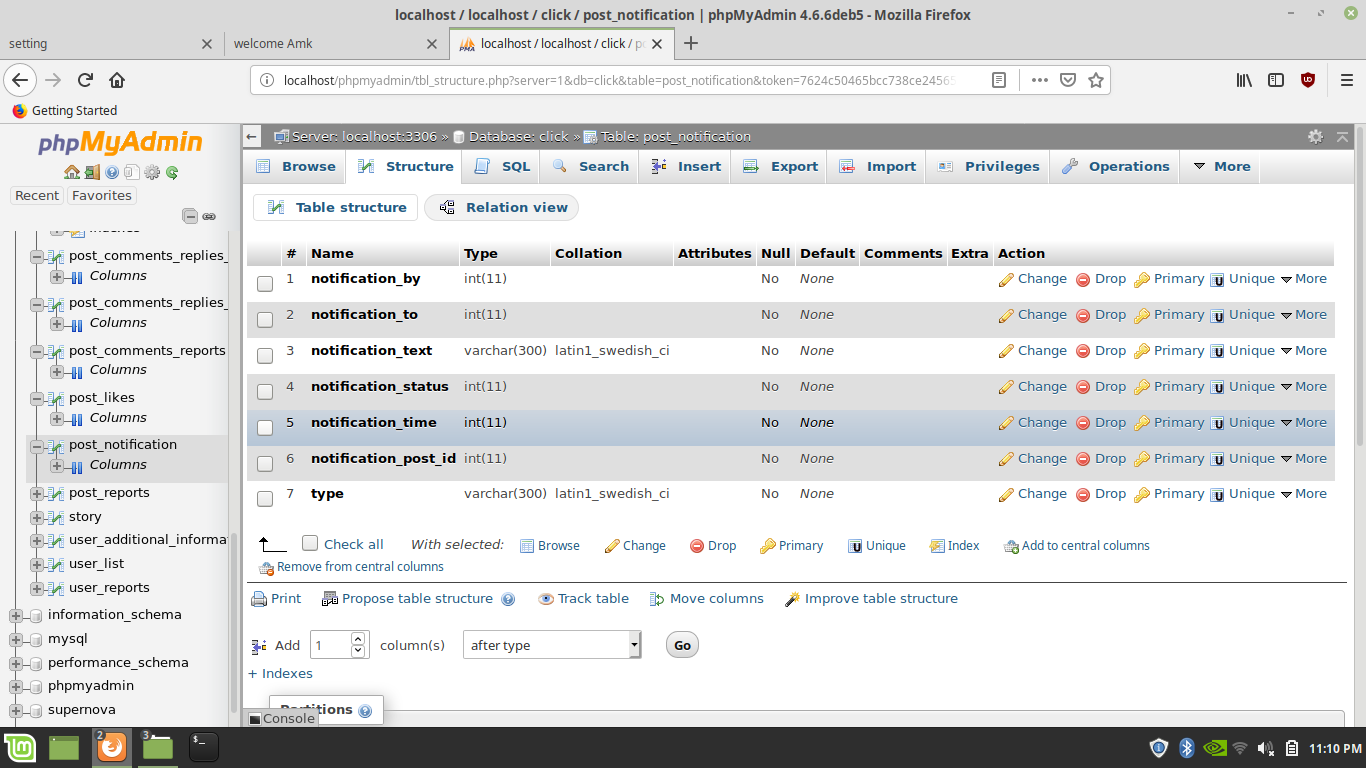 localhost / localhost / click / post_notification | phpMyAdmin 4.6.6deb5 - Mozilla Firefox
setting
welcome Amk
localhost / localhost / click / po
localhost/phpmyadmin/tbl_structure.php?server=1&db=click&table=post_notification&token=7624c50465bcc738ce24565
Getting Started
phpMyAdmin
Recent Favorites
post_comments_replies_
Columns
post_comments_replies_
Columns
post_comments_reports
Columns
post_likes
Columns
post_notification
Columns
post_reports
story
user_additional_informa
user_list
user_reports
information_schema
mysql
performance_schema
phpmyadmin
supernova
Server: localhost:3306 » Database: click » Table: post_notification
Browse Structure SQL Search Insert Export Import Privileges Operations More
Table structure Relation view
# Name Type Collation Attributes Null Default Comments Extra Action
1 notification_by int(11) No None Change Drop Primary Unique More
2 notification_to int(11) No None Change Drop Primary Unique More
3 notification_text varchar(300) latin1_swedish_ci No None Change Drop Primary Unique More
4 notification_status int(11) No None Change Drop Primary Unique More
5 notification_time int(11) No None Change Drop Primary Unique More
6 notification_post_id int(11) No None Change Drop Primary Unique More
7 type varchar(300) latin1_swedish_ci No None Change Drop Primary Unique More
Check all With selected: Browse Change Drop Primary Unique Index Add to central columns
Remove from central columns
Print Propose table structure Track table Move columns Improve table structure
Add 1 column(s) after type Go
+ Indexes
Partitions
Console
2
3
11:10 PM